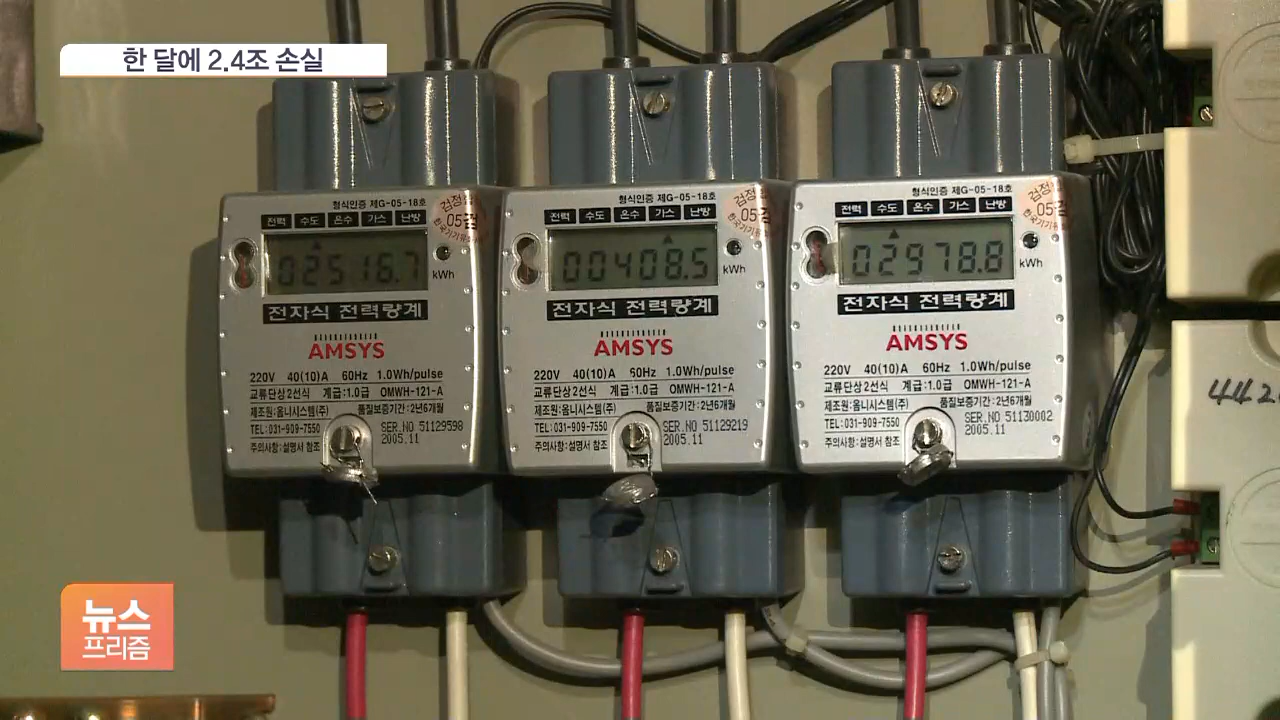 한 달에 2.4조 손실
형식인증 제G-05-18호
전력 수도 온수 가스 난방
02516.7
kWh
전자식 전력량계
AMSYS
220V 40(10)A 60Hz 1.0Wh/pulse
교류단상2선식 계급:1.0급 OMWH-121-A
제조원:옴니시스템(주) 품질보증기간:2년6개월
TEL:031-909-7550 SER.NO 51129598
2005.11
주의사항:설명서 참조
형식인증 제G-05-18호
전력 수도 온수 가스 난방
00408.5
kWh
전자식 전력량계
AMSYS
220V 40(10)A 60Hz 1.0Wh/pulse
교류단상2선식 계급:1.0급 OMWH-121-A
제조원:옴니시스템(주) 품질보증기간:2년6개월
TEL:031-909-7550 SER.NO 51129219
2005.11
주의사항:설명서 참조
형식인증 제G-05-18호
전력 수도 온수 가스 난방
02978.8
kWh
전자식 전력량계
AMSYS
220V 40(10)A 60Hz 1.0Wh/pulse
교류단상2선식 계급:1.0급 OMWH-121-A
제조원:옴니시스템(주) 품질보증기간:2년6개월
TEL:031-909-7550 SER.NO 51130002
2005.11
주의사항:설명서 참조
뉴스
프리즘